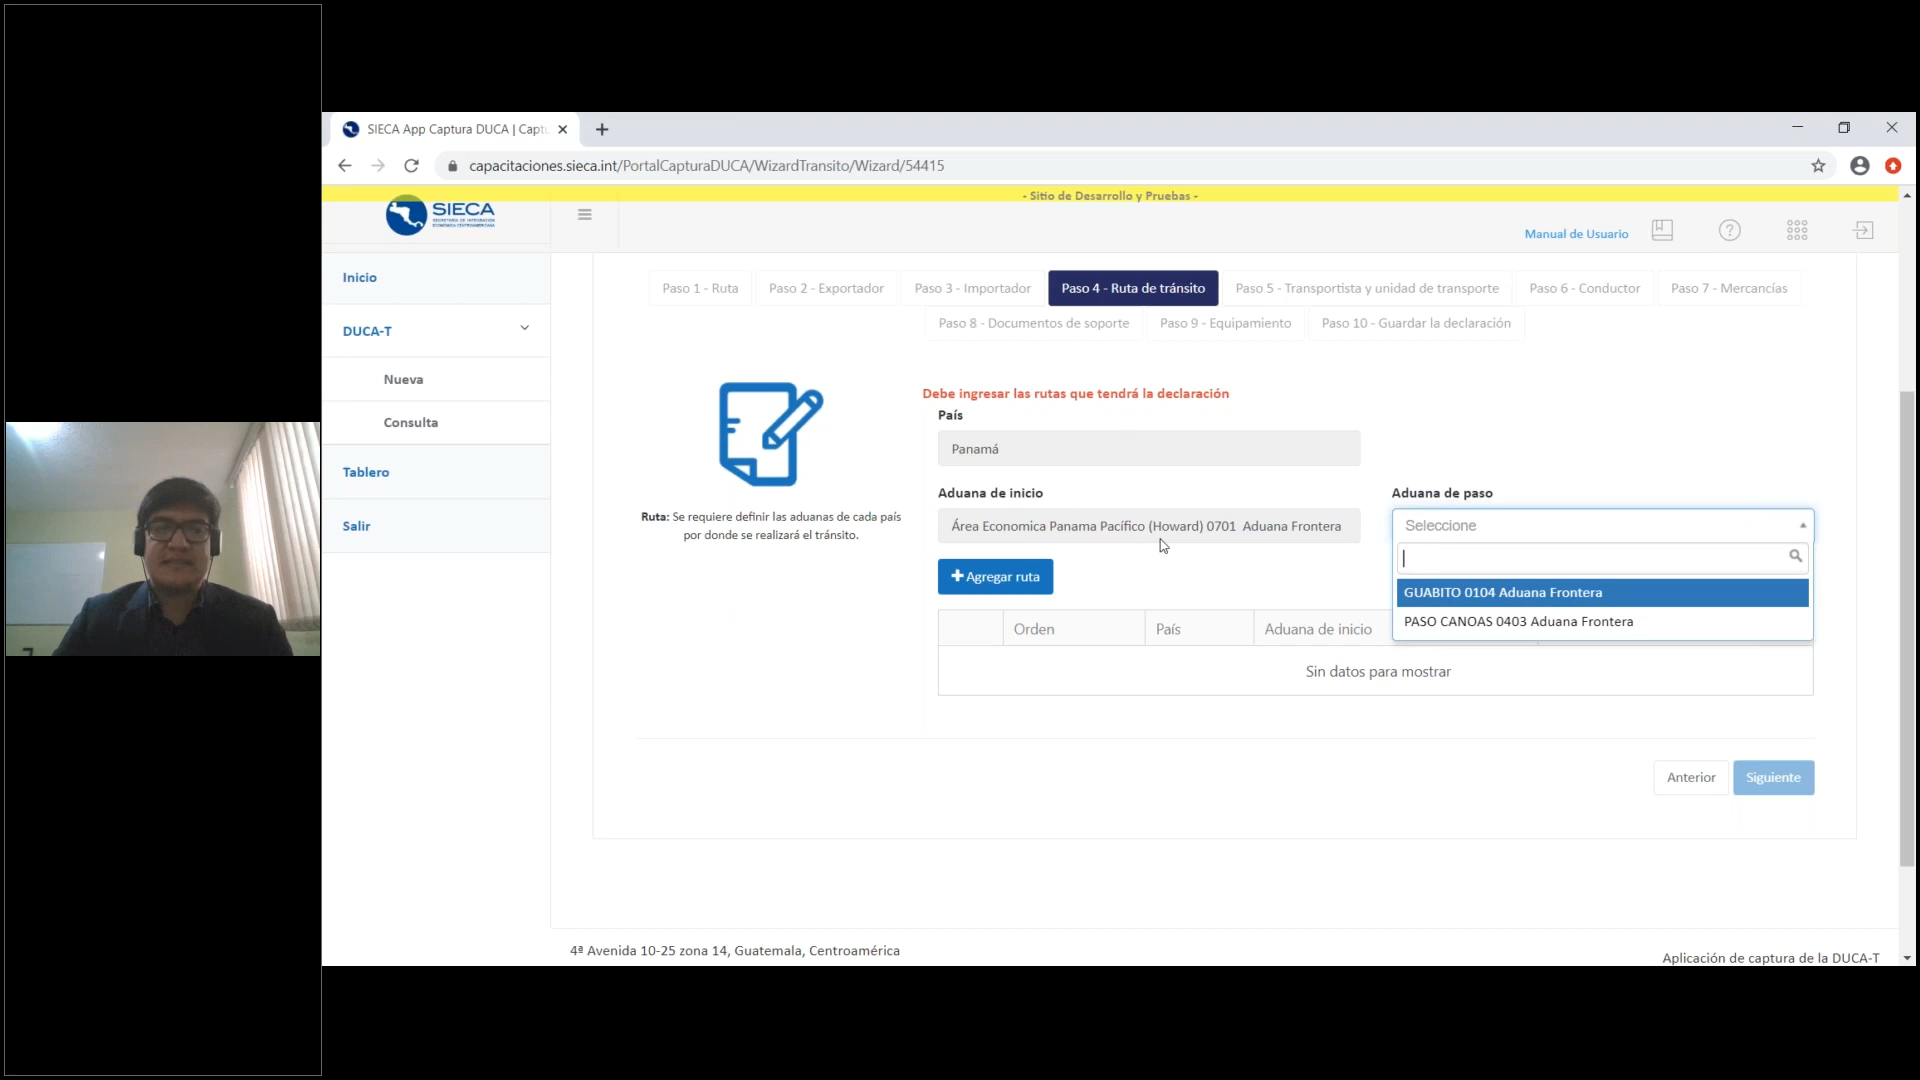 SIECA App Captura DUCA | Captu
capacitaciones.sieca.int/PortalCapturaDUCA/WizardTransito/Wizard/54415
- Sitio de Desarrollo y Pruebas -
SIECA
Manual de Usuario
Inicio
DUCA-T
Nueva
Consulta
Tablero
Salir
Paso 1 - Ruta
Paso 2 - Exportador
Paso 3 - Importador
Paso 4 - Ruta de tránsito
Paso 5 - Transportista y unidad de transporte
Paso 6 - Conductor
Paso 7 - Mercancías
Paso 8 - Documentos de soporte
Paso 9 - Equipamiento
Paso 10 - Guardar la declaración
Ruta: Se requiere definir las aduanas de cada país
por donde se realizará el tránsito.
Debe ingresar las rutas que tendrá la declaración
País
Panamá
Aduana de inicio
Área Economica Panama Pacífico (Howard) 0701 Aduana Frontera
Aduana de paso
Seleccione
GUABITO 0104 Aduana Frontera
PASO CANOAS 0403 Aduana Frontera
Agregar ruta
Orden
País
Aduana de inicio
Sin datos para mostrar
Anterior
Siguiente
4ª Avenida 10-25 zona 14, Guatemala, Centroamérica
Aplicación de captura de la DUCA-T